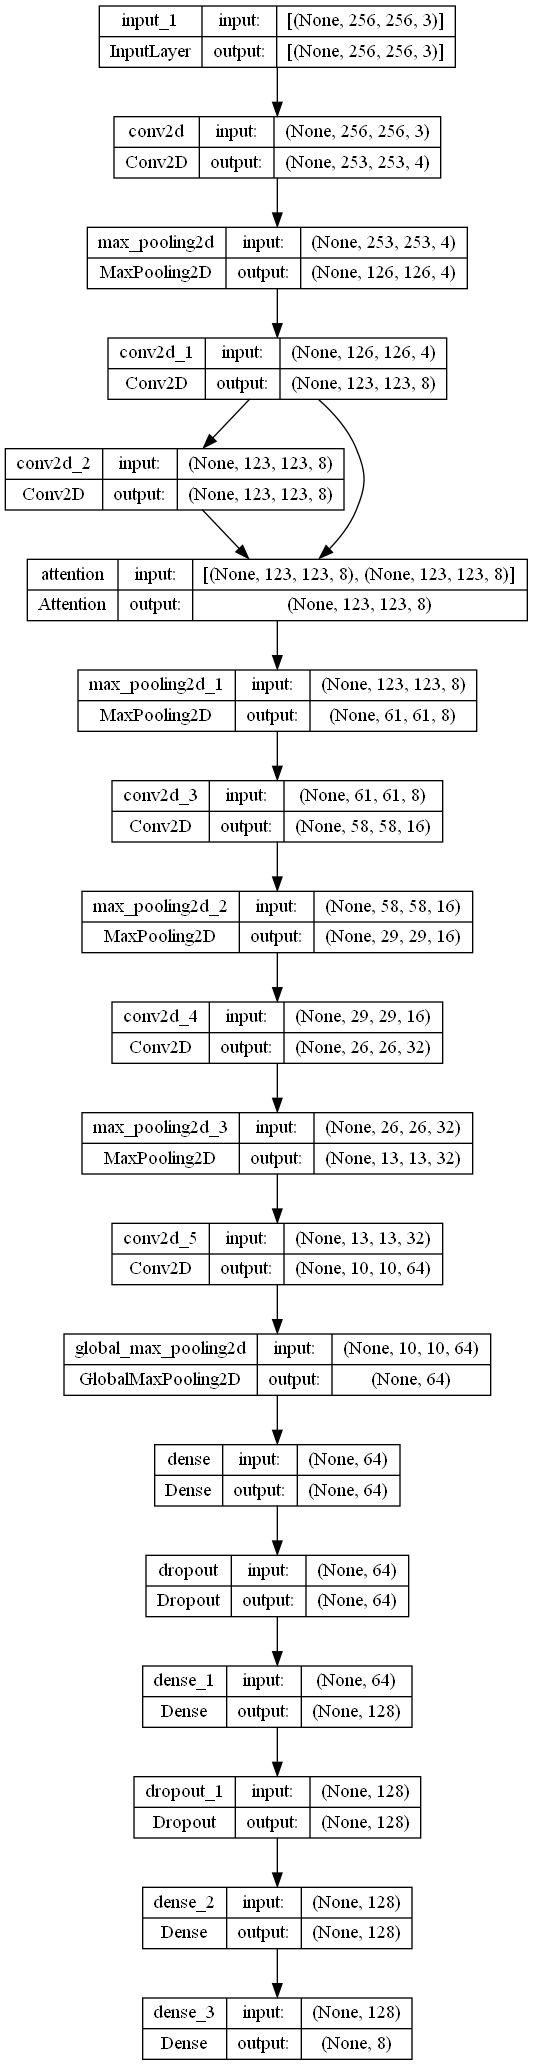 input_1 input: [(None, 256, 256, 3)]
InputLayer output: [(None, 256, 256, 3)]
conv2d input: (None, 256, 256, 3)
Conv2D output: (None, 253, 253, 4)
max_pooling2d input: (None, 253, 253, 4)
MaxPooling2D output: (None, 126, 126, 4)
conv2d_1 input: (None, 126, 126, 4)
Conv2D output: (None, 123, 123, 8)
conv2d_2 input: (None, 123, 123, 8)
Conv2D output: (None, 123, 123, 8)
attention input: [(None, 123, 123, 8), (None, 123, 123, 8)]
Attention output: (None, 123, 123, 8)
max_pooling2d_1 input: (None, 123, 123, 8)
MaxPooling2D output: (None, 61, 61, 8)
conv2d_3 input: (None, 61, 61, 8)
Conv2D output: (None, 58, 58, 16)
max_pooling2d_2 input: (None, 58, 58, 16)
MaxPooling2D output: (None, 29, 29, 16)
conv2d_4 input: (None, 29, 29, 16)
Conv2D output: (None, 26, 26, 32)
max_pooling2d_3 input: (None, 26, 26, 32)
MaxPooling2D output: (None, 13, 13, 32)
conv2d_5 input: (None, 13, 13, 32)
Conv2D output: (None, 10, 10, 64)
global_max_pooling2d input: (None, 10, 10, 64)
GlobalMaxPooling2D output: (None, 64)
dense input: (None, 64)
Dense output: (None, 64)
dropout input: (None, 64)
Dropout output: (None, 64)
dense_1 input: (None, 64)
Dense output: (None, 128)
dropout_1 input: (None, 128)
Dropout output: (None, 128)
dense_2 input: (None, 128)
Dense output: (None, 128)
dense_3 input: (None, 128)
Dense output: (None, 8)